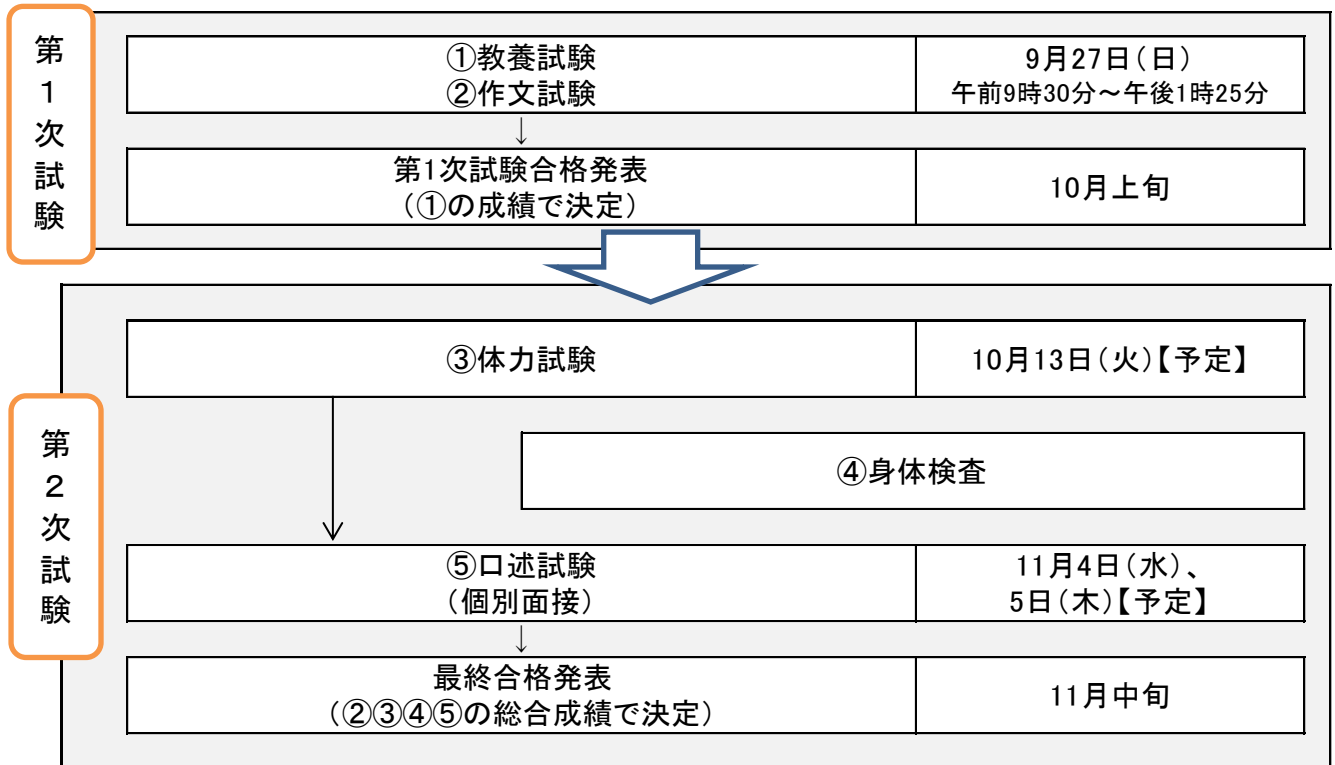 第1次試験
①教養試験
②作文試験
9月27日(日)
午前9時30分～午後1時25分
↓
第1次試験合格発表
(①の成績で決定)
10月上旬
第2次試験
③体力試験
10月13日(火)【予定】
④身体検査
⑤口述試験
(個別面接)
11月4日(水)、
5日(木)【予定】
↓
最終合格発表
(②③④⑤の総合成績で決定)
11月中旬